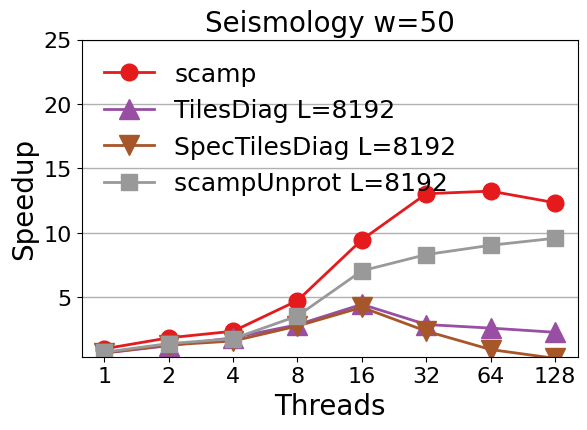 Seismology w=50
25
20
15
10
5
Speedup
scamp
TilesDiag L=8192
SpecTilesDiag L=8192
scampUnprot L=8192
1 2 4 8 16 32 64 128
Threads